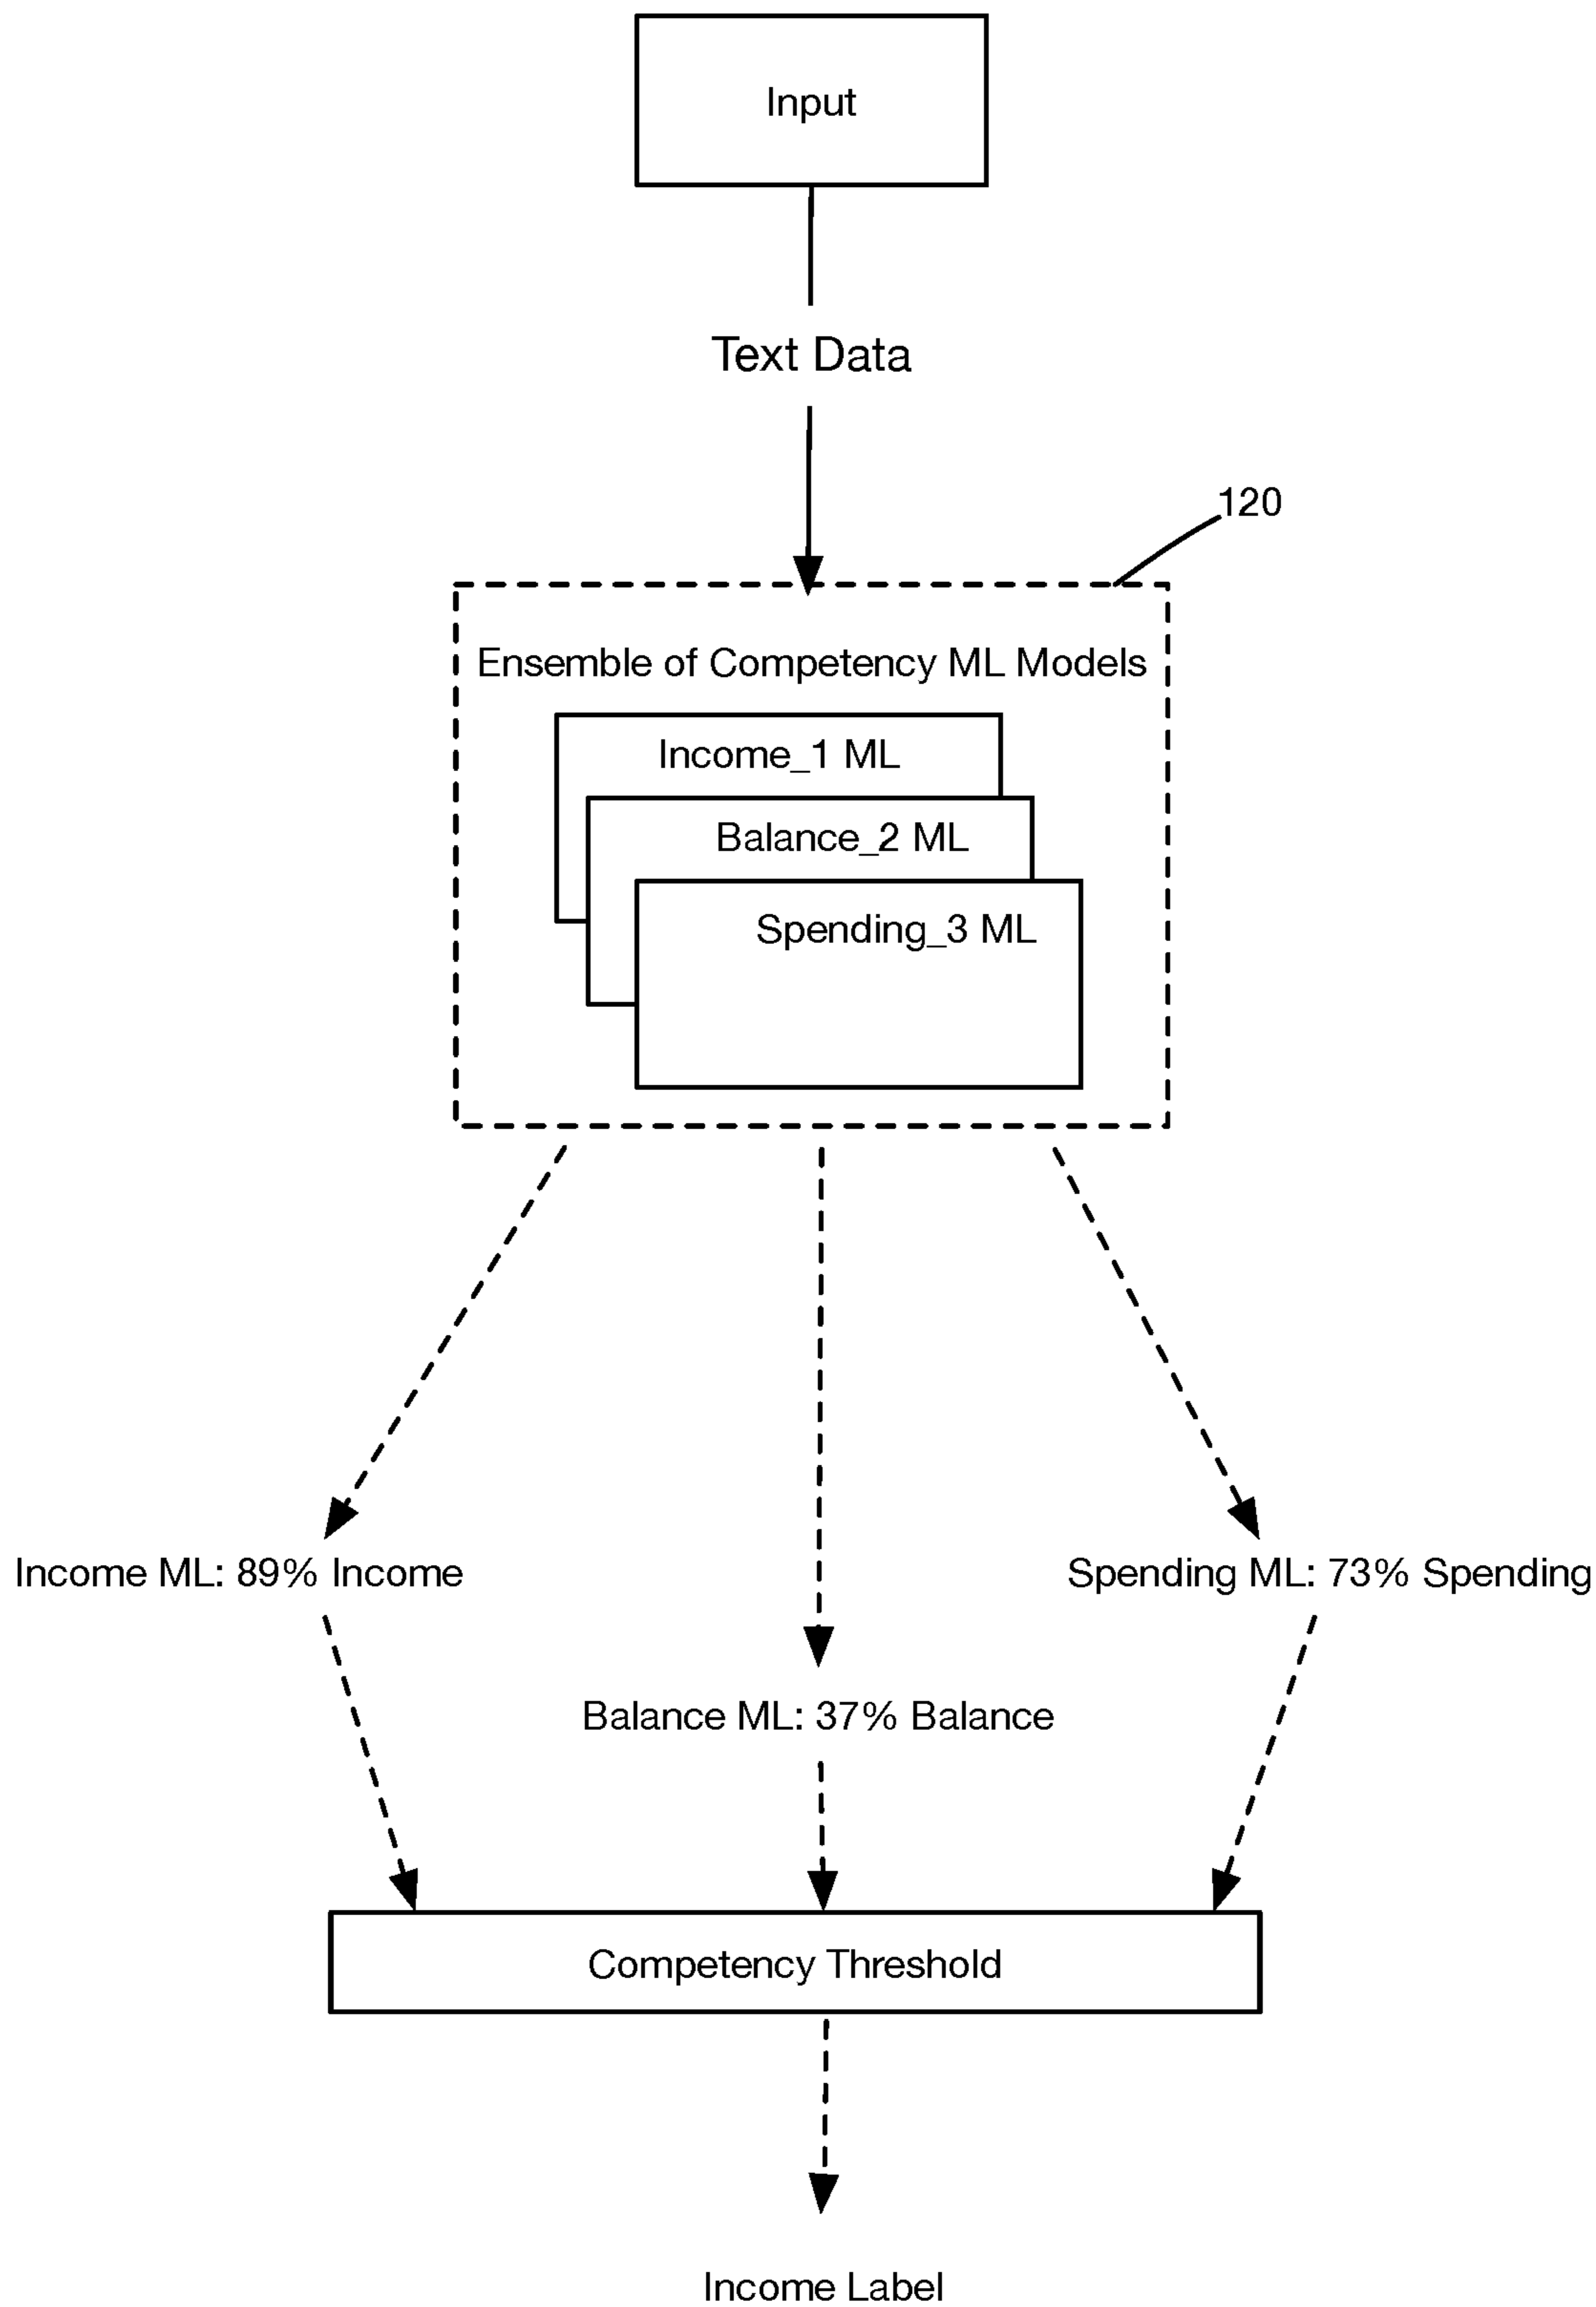 Input
Text Data
120
Ensemble of Competency ML Models
Income_1 ML
Balance_2 ML
Spending_3 ML
Income ML: 89% Income
Spending ML: 73% Spending
Balance ML: 37% Balance
Competency Threshold
Income Label